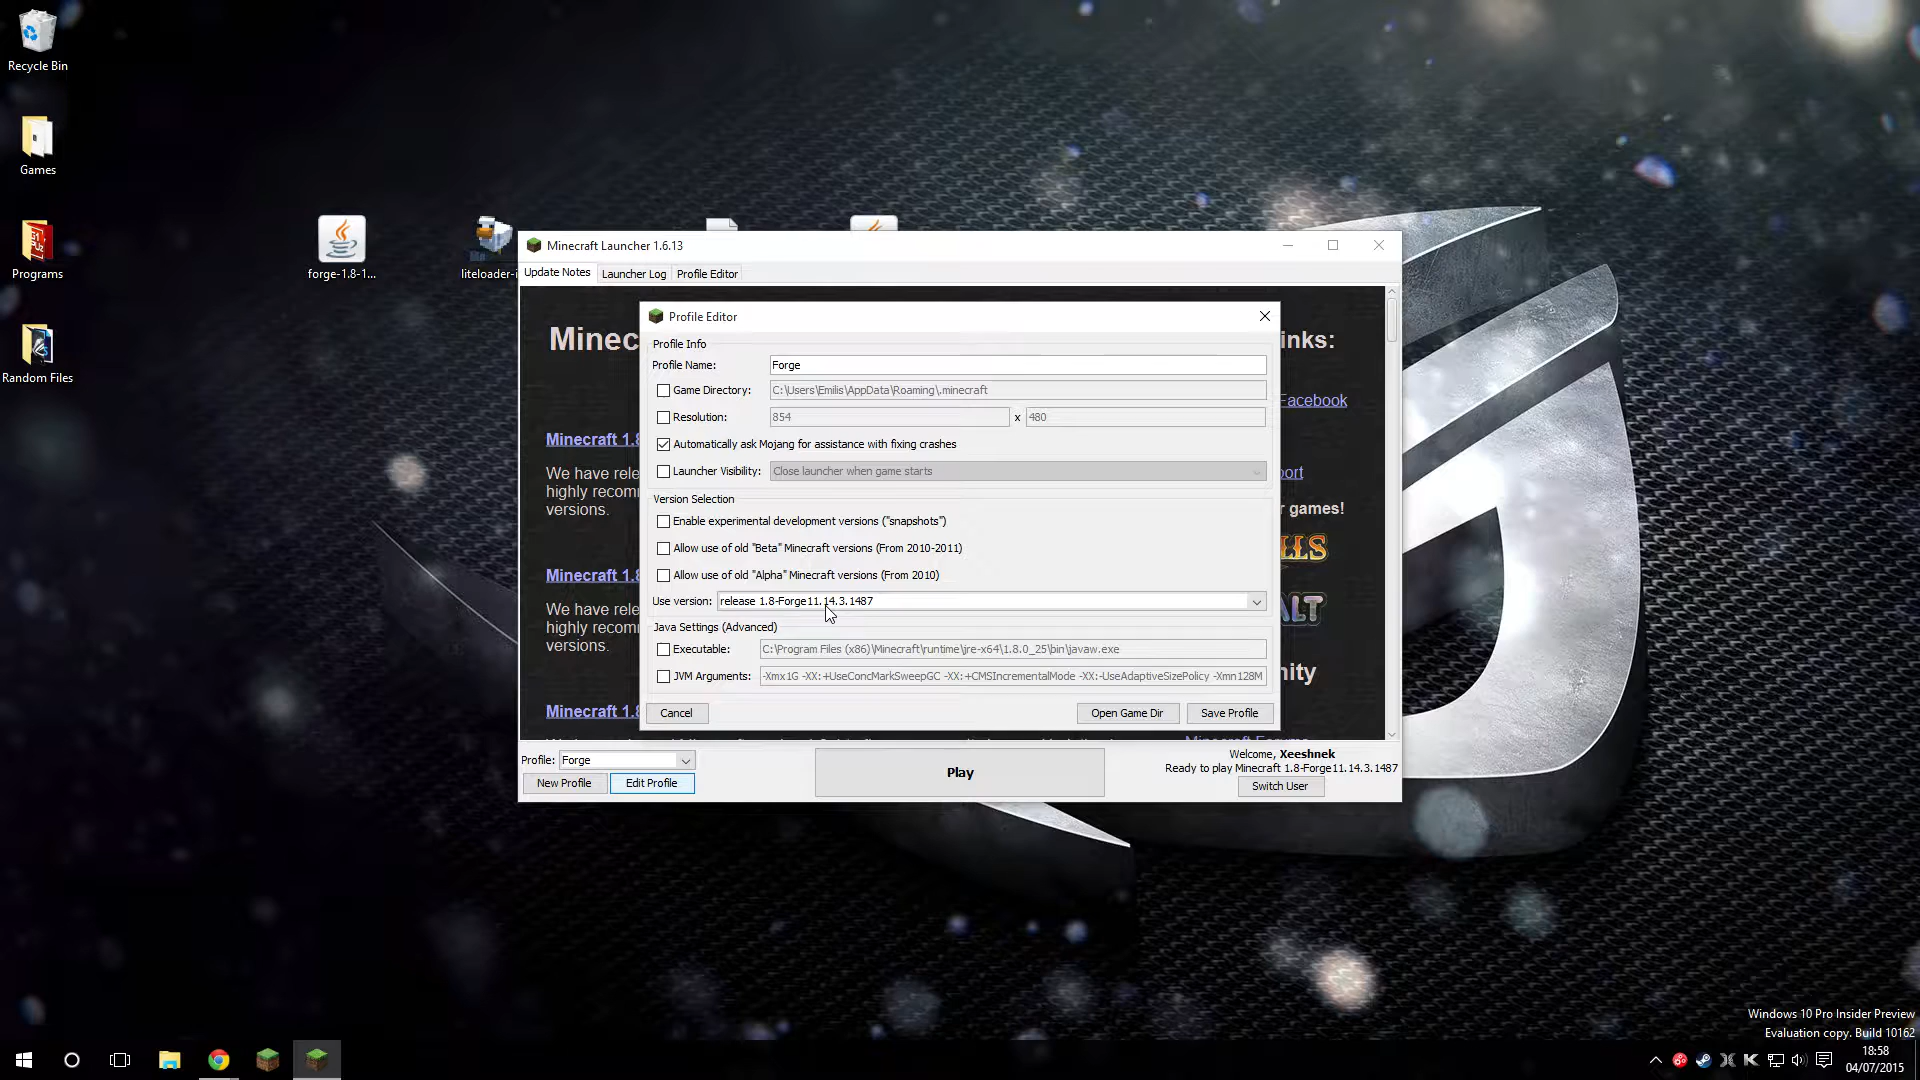 Recycle Bin
Games
Programs
Random Files
forge-1.8-1...
liteloader-i
Minecraft Launcher 1.6.13
Update Notes
Launcher Log
Profile Editor
Minec
inks:
Facebook
Minecraft 1.8
We have rele
highly recom
versions.
port
r games!
LLS
Minecraft 1.8
We have rele
highly recom
versions.
ALT
nity
Minecraft 1.8
Minecraft Forums
Profile Editor
Profile Info
Profile Name: Forge
Game Directory: C:\Users\Emilis\AppData\Roaming\.minecraft
Resolution: 854 x 480
Automatically ask Mojang for assistance with fixing crashes
Launcher Visibility: Close launcher when game starts
Version Selection
Enable experimental development versions ("snapshots")
Allow use of old "Beta" Minecraft versions (From 2010-2011)
Allow use of old "Alpha" Minecraft versions (From 2010)
Use version: release 1.8-Forge11.14.3.1487
Java Settings (Advanced)
Executable: C:\Program Files (x86)\Minecraft\runtime\jre-x64\1.8.0_25\bin\javaw.exe
JVM Arguments: -Xmx1G -XX:+UseConcMarkSweepGC -XX:+CMSIncrementalMode -XX:-UseAdaptiveSizePolicy -Xmn128M
Cancel
Open Game Dir
Save Profile
Profile: Forge
New Profile
Edit Profile
Play
Welcome, Xeeshnek
Ready to play Minecraft 1.8-Forge11.14.3.1487
Switch User
Windows 10 Pro Insider Preview
Evaluation copy. Build 10162
18:58
04/07/2015